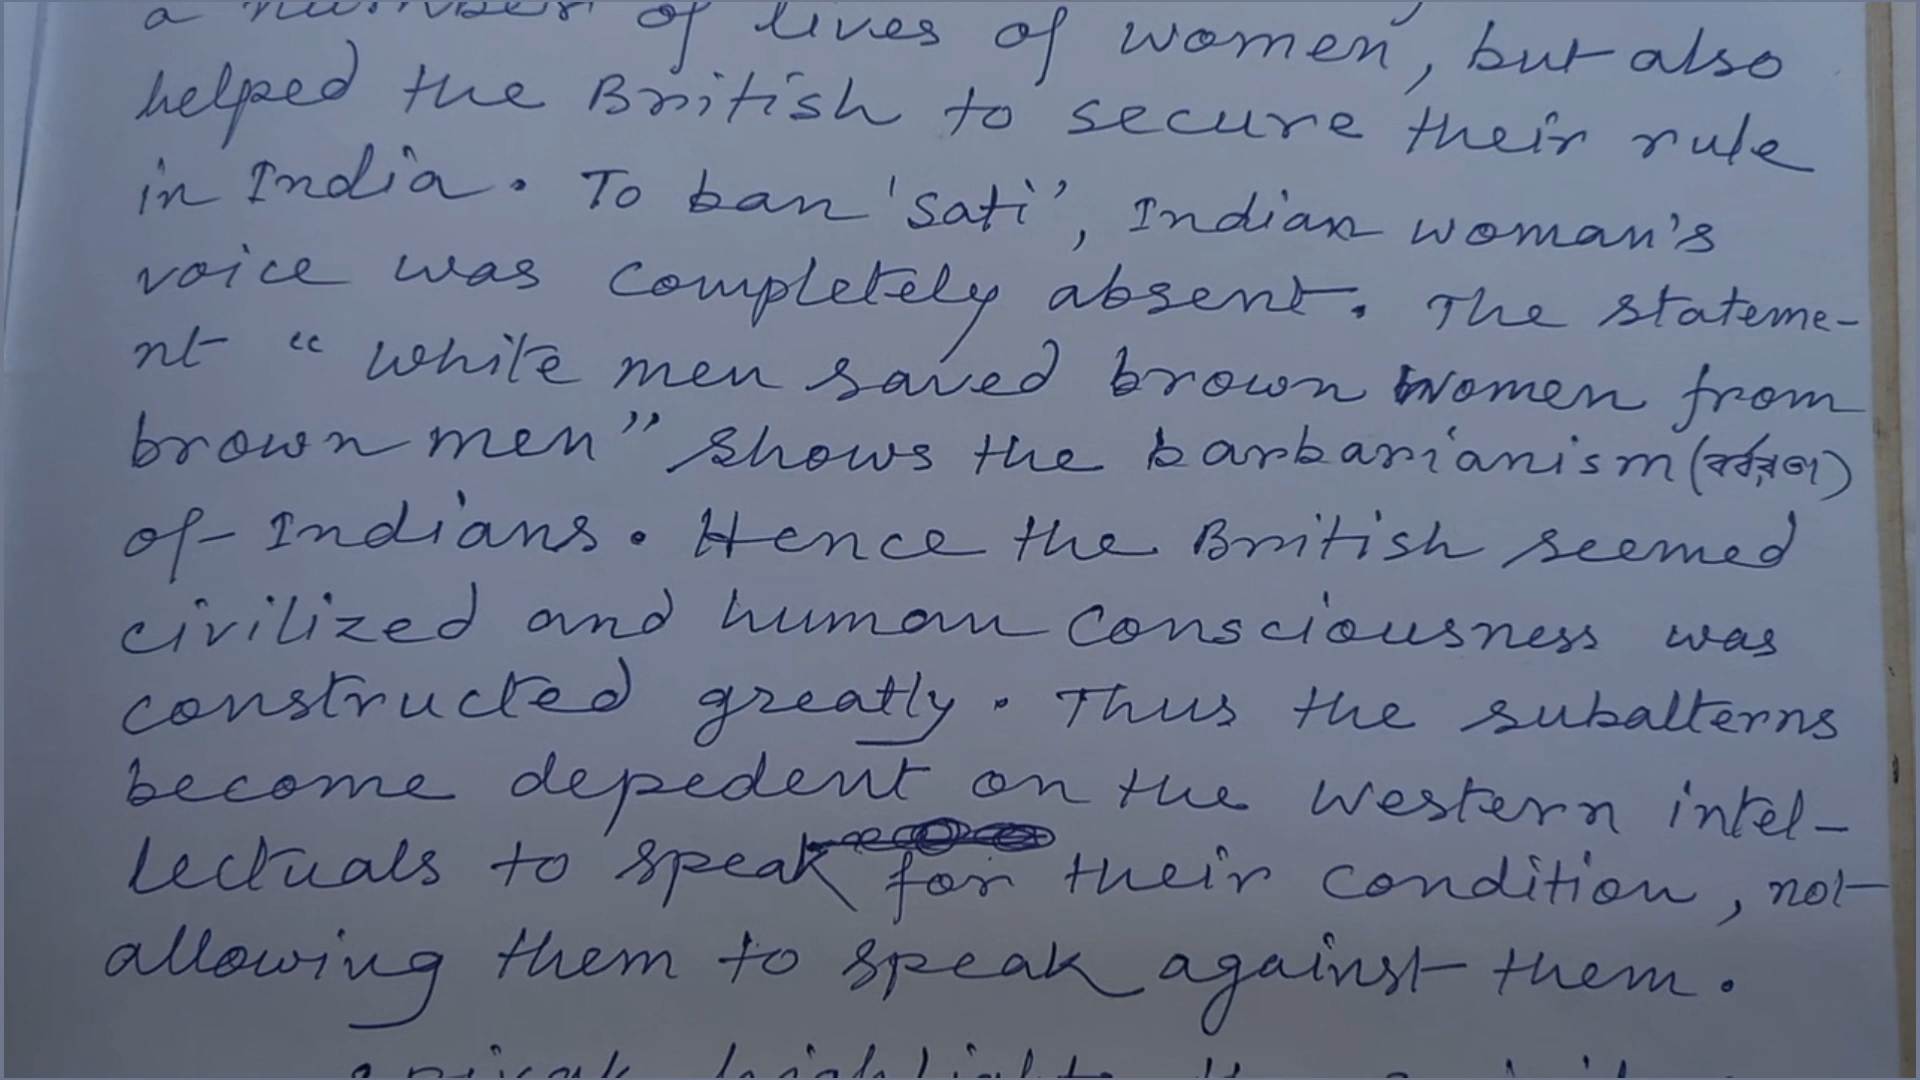 a number of lives of women, but also
helped the British to secure their rule
in India. To ban 'sati', Indian woman's
voice was completely absent. The stateme-
nt "white men saved brown women from
brown men" shows the barbarianism (বর্বরতা)
of Indians. Hence the British seemed
civilized and human consciousness was
constructed greatly. Thus the subalterns
become depedent on the Western intel-
lectuals to speak for their condition, not
allowing them to speak against them.
Spivak highlights